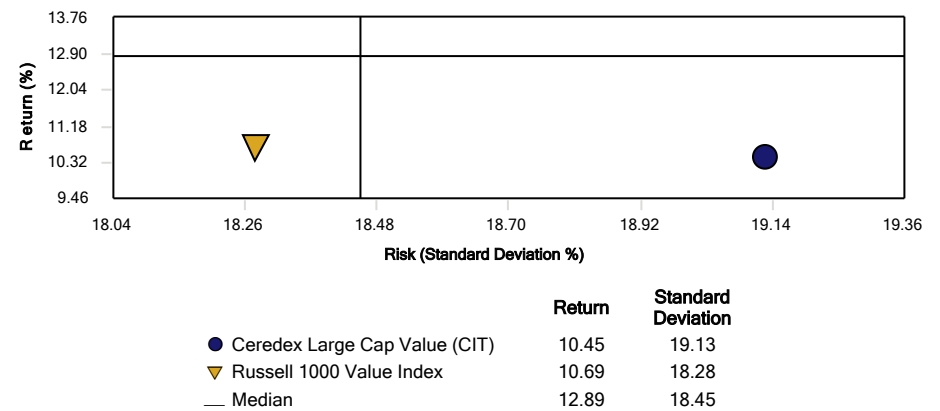 13.76
12.90
12.04
11.18
10.32
9.46
Return (%)
18.04 18.26 18.48 18.70 18.92 19.14 19.36
Risk (Standard Deviation %)
Return Standard Deviation
Ceredex Large Cap Value (CIT) 10.45 19.13
Russell 1000 Value Index 10.69 18.28
Median 12.89 18.45